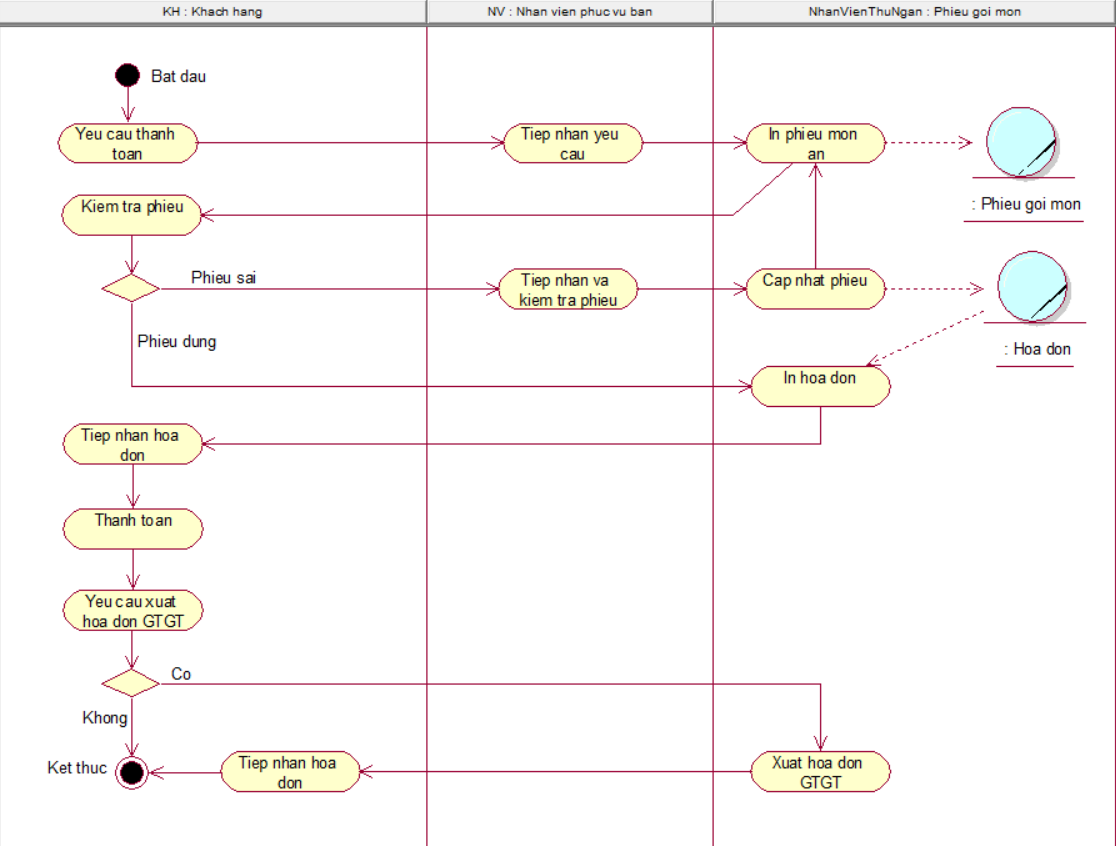 KH : Khach hang
NV : Nhan vien phuc vu ban
NhanVienThuNgan : Phieu goi mon
Bat dau
Yeu cau thanh
toan
Tiep nhan yeu
cau
In phieu mon
an
: Phieu goi mon
Kiem tra phieu
Phieu sai
Tiep nhan va
kiem tra phieu
Cap nhat phieu
: Hoa don
Phieu dung
In hoa don
Tiep nhan hoa
don
Thanh toan
Yeu cau xuat
hoa don GTGT
Co
Khong
Ket thuc
Tiep nhan hoa
don
Xuat hoa don
GTGT